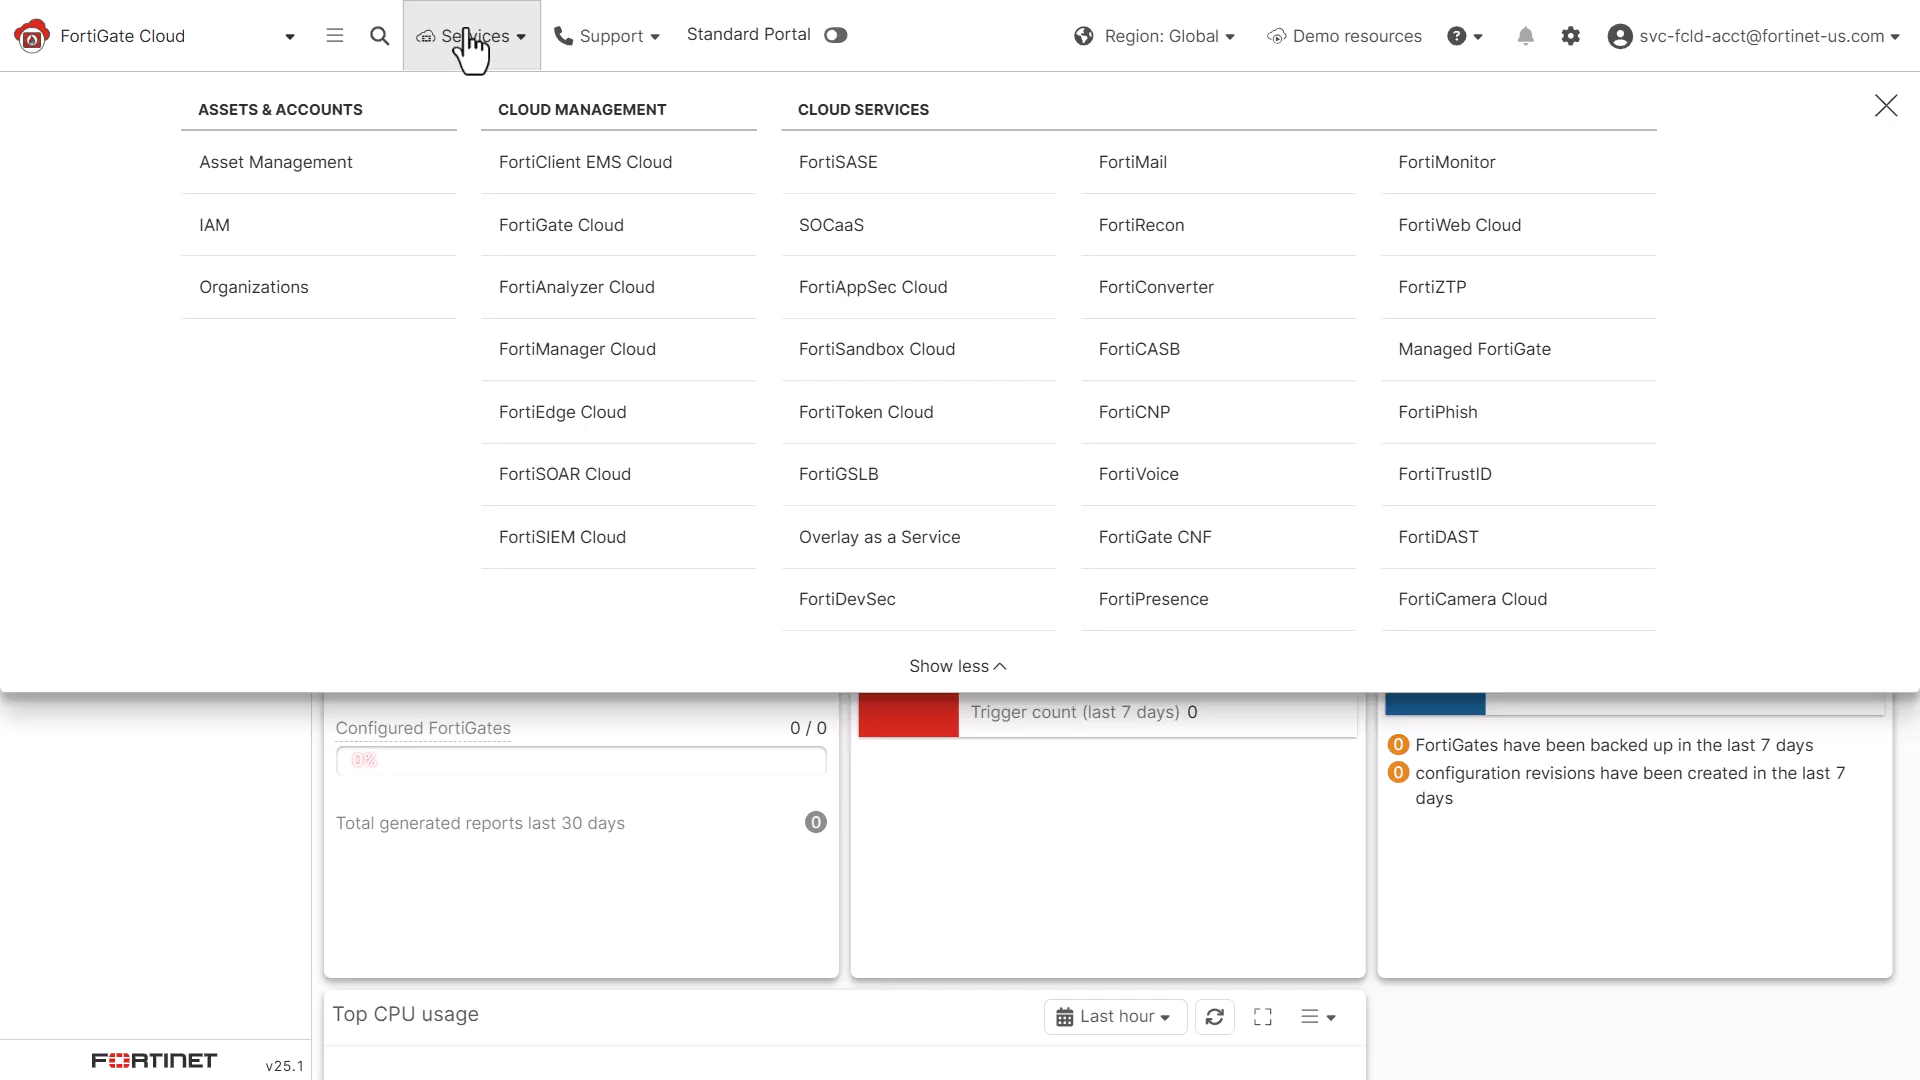 FortiGate Cloud
Services
Support
Standard Portal
Region: Global
Demo resources
svc-fcld-acct@fortinet-us.com
ASSETS & ACCOUNTS
Asset Management
IAM
Organizations
CLOUD MANAGEMENT
FortiClient EMS Cloud
FortiGate Cloud
FortiAnalyzer Cloud
FortiManager Cloud
FortiEdge Cloud
FortiSOAR Cloud
FortiSIEM Cloud
CLOUD SERVICES
FortiSASE
SOCaaS
FortiAppSec Cloud
FortiSandbox Cloud
FortiToken Cloud
FortiGSLB
Overlay as a Service
FortiDevSec
FortiMail
FortiRecon
FortiConverter
FortiCASB
FortiCNP
FortiVoice
FortiGate CNF
FortiPresence
FortiMonitor
FortiWeb Cloud
FortiZTP
Managed FortiGate
FortiPhish
FortiTrustID
FortiDAST
FortiCamera Cloud
Show less
Configured FortiGates 0 / 0
0%
Total generated reports last 30 days 0
Trigger count (last 7 days) 0
0 FortiGates have been backed up in the last 7 days
0 configuration revisions have been created in the last 7
days
Top CPU usage
Last hour
FORTINET v25.1